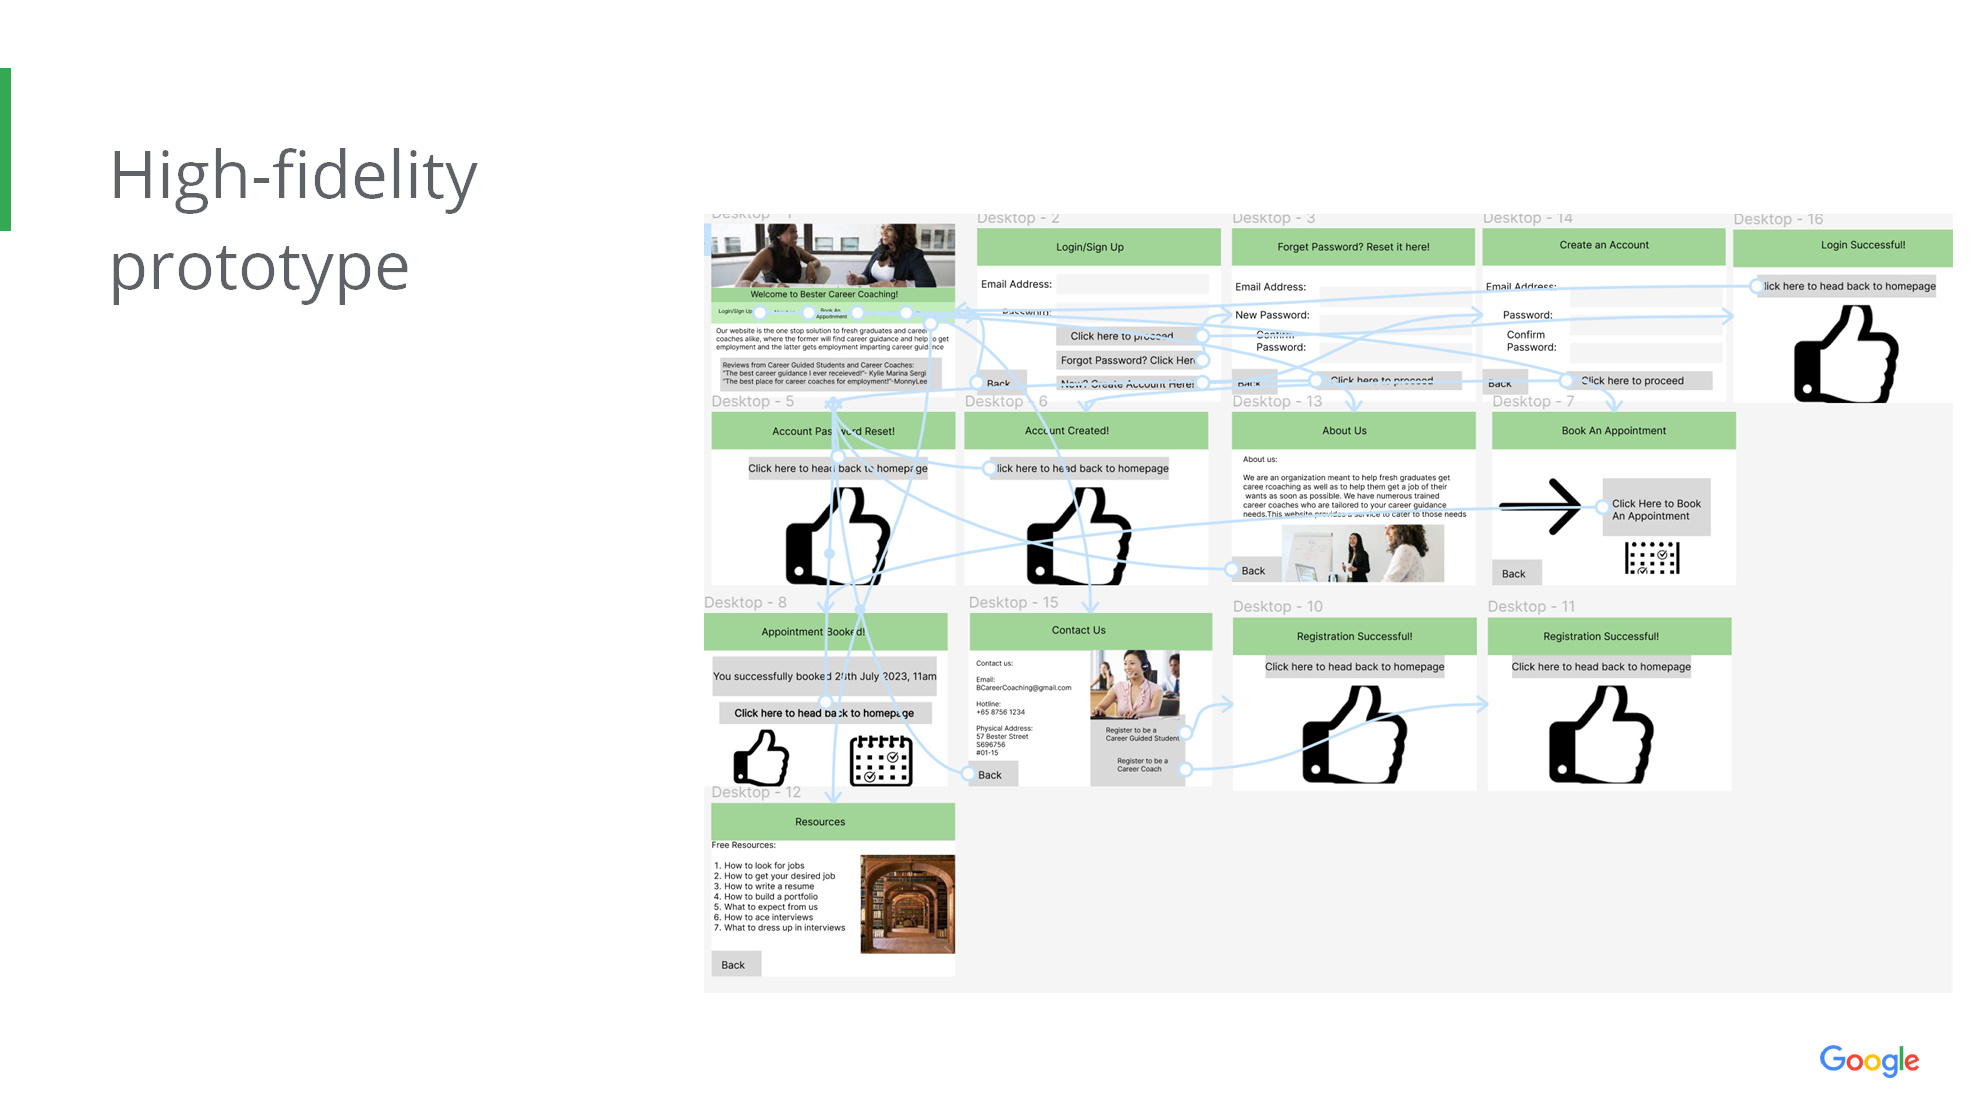 High-fidelity
prototype
Desktop - 1
Desktop - 2
Desktop - 3
Desktop - 14
Desktop - 16
Welcome to Bester Career Coaching!
Login/Sign Up
Book An
Appointment
Our website is the one stop solution to fresh graduates and career
coaches alike, where the former will find career guidance and help to get
employment and the latter gets employment imparting career guidance
Reviews from Career Guided Students and Career Coaches:
"The best career guidance I ever receieved!"- Kylie Marina Sergi
"The best place for career coaches for employment!"-MonnyLee
Login/Sign Up
Email Address:
Password:
Click here to proceed
Forgot Password? Click Here
New? Create Account Here!
Back
Forget Password? Reset it here!
Email Address:
New Password:
Confirm
Password:
Back
Click here to proceed
Create an Account
Email Address:
Password:
Confirm
Password:
Back
Click here to proceed
Login Successful!
Click here to head back to homepage
Desktop - 5
Desktop - 6
Desktop - 13
Desktop - 7
Account Password Reset!
Click here to head back to homepage
Account Created!
Click here to head back to homepage
About Us
About us:
We are an organization meant to help fresh graduates get
caree rcoaching as well as to help them get a job of their
wants as soon as possible. We have numerous trained
career coaches who are tailored to your career guidance
needs.This website provides a service to cater to those needs
Back
Book An Appointment
Click Here to Book
An Appointment
Back
Desktop - 8
Desktop - 15
Desktop - 10
Desktop - 11
Appointment Booked!
You successfully booked 28th July 2023, 11am
Click here to head back to homepage
Contact Us
Contact us:
Email:
BCareerCoaching@gmail.com
Hotline:
+65 8756 1234
Physical Address:
57 Bester Street
S696756
#01-15
Register to be a
Career Guided Student
Register to be a
Career Coach
Back
Registration Successful!
Click here to head back to homepage
Registration Successful!
Click here to head back to homepage
Desktop - 12
Resources
Free Resources:
1. How to look for jobs
2. How to get your desired job
3. How to write a resume
4. How to build a portfolio
5. What to expect from us
6. How to ace interviews
7. What to dress up in interviews
Back
Google